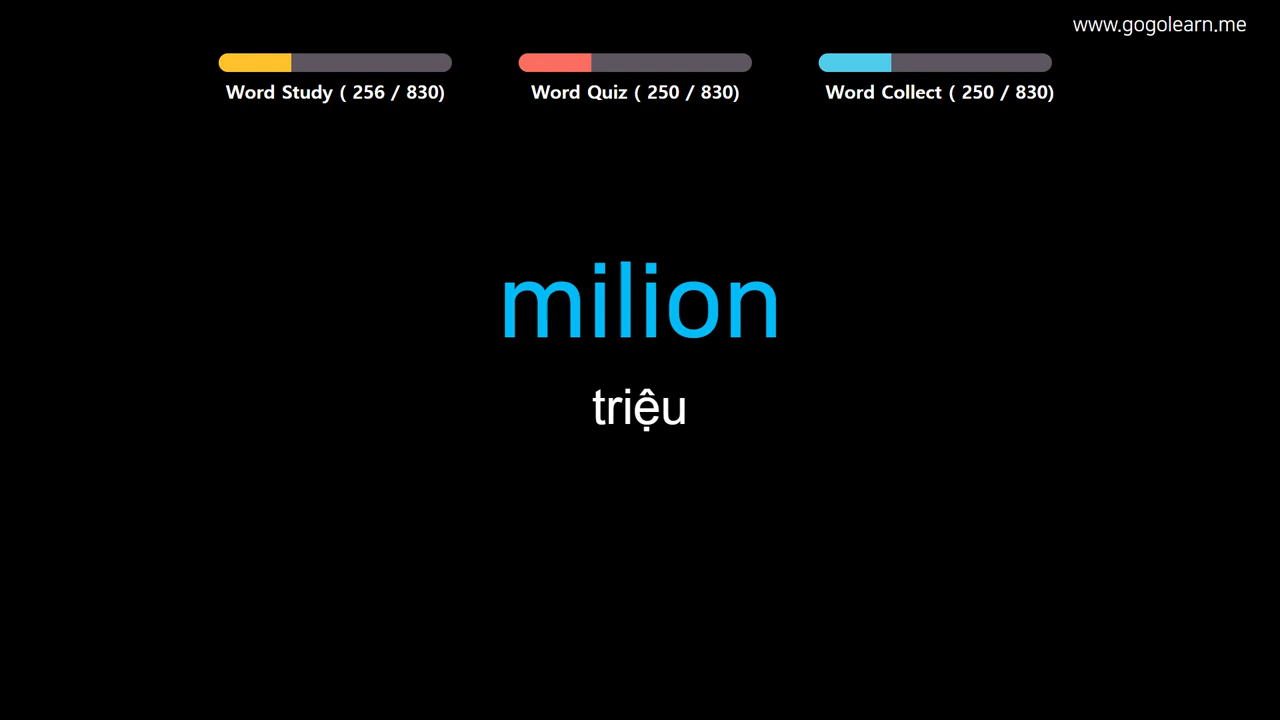 www.gogolearn.me
Word Study ( 256 / 830)
Word Quiz ( 250 / 830)
Word Collect ( 250 / 830)
milion
triệu